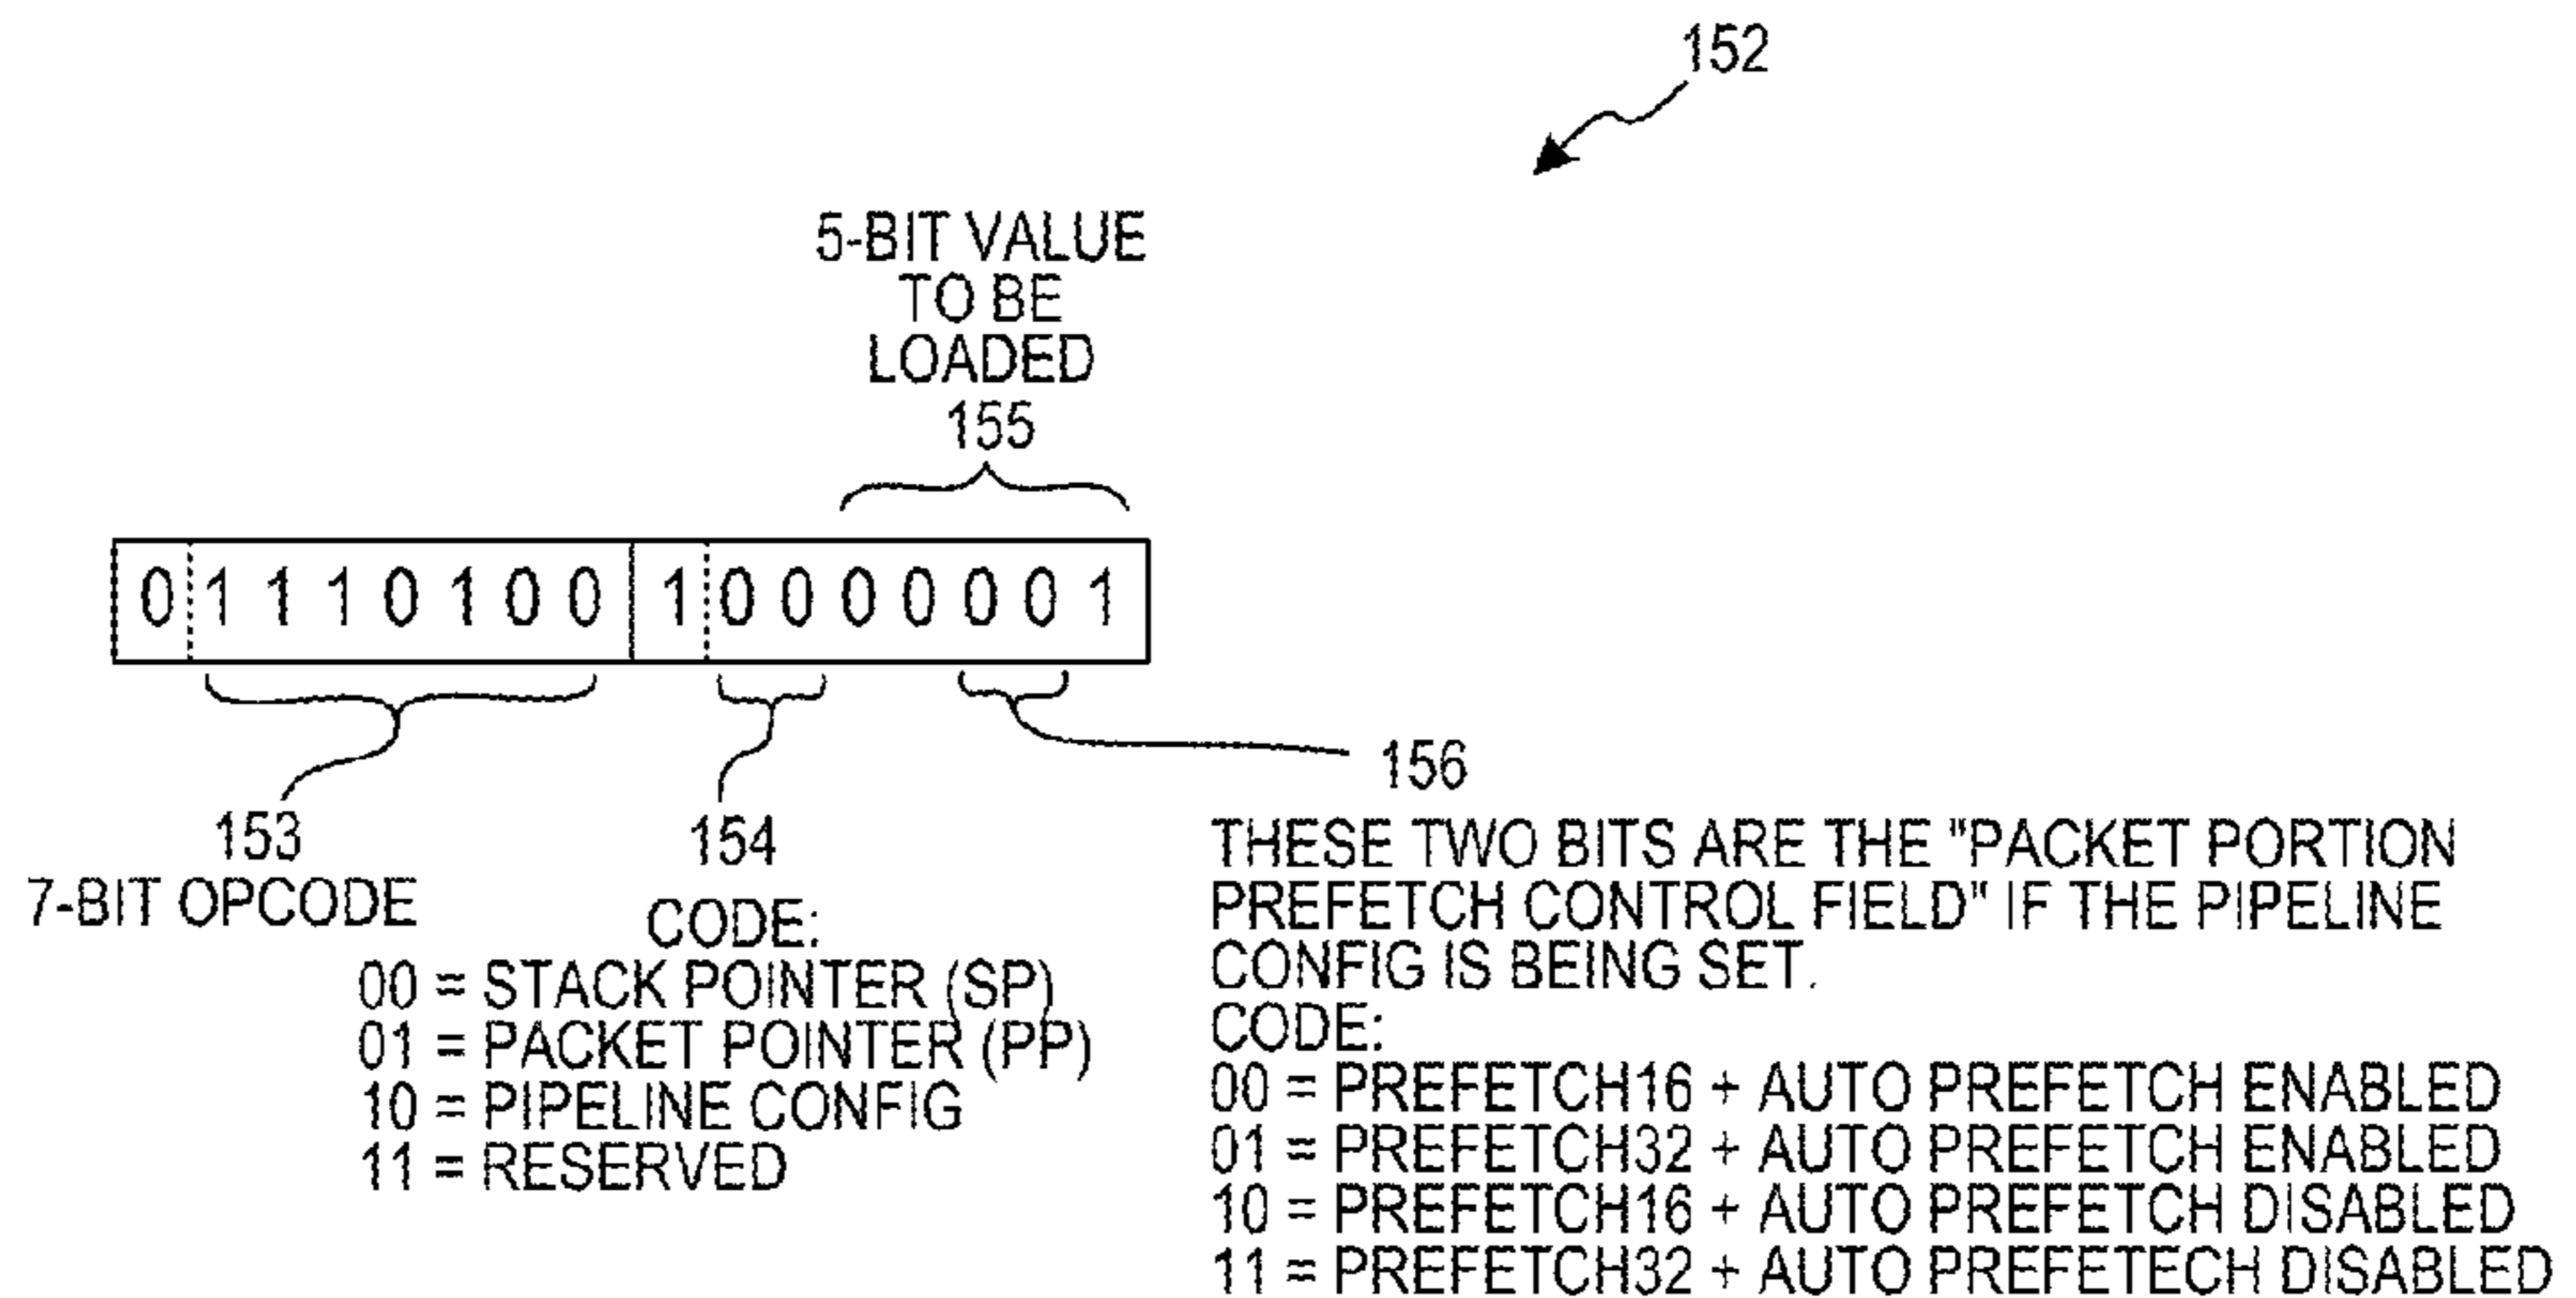 152
5-BIT VALUE
TO BE
LOADED
155
0 1 1 1 0 1 0 0 1 0 0 0 0 0 0 1
153
7-BIT OPCODE
154
CODE:
00 = STACK POINTER (SP)
01 = PACKET POINTER (PP)
10 = PIPELINE CONFIG
11 = RESERVED
156
THESE TWO BITS ARE THE "PACKET PORTION
PREFETCH CONTROL FIELD" IF THE PIPELINE
CONFIG IS BEING SET.
CODE:
00 = PREFETCH16 + AUTO PREFETCH ENABLED
01 = PREFETCH32 + AUTO PREFETCH ENABLED
10 = PREFETCH16 + AUTO PREFETCH DISABLED
11 = PREFETCH32 + AUTO PREFETECH DISABLED